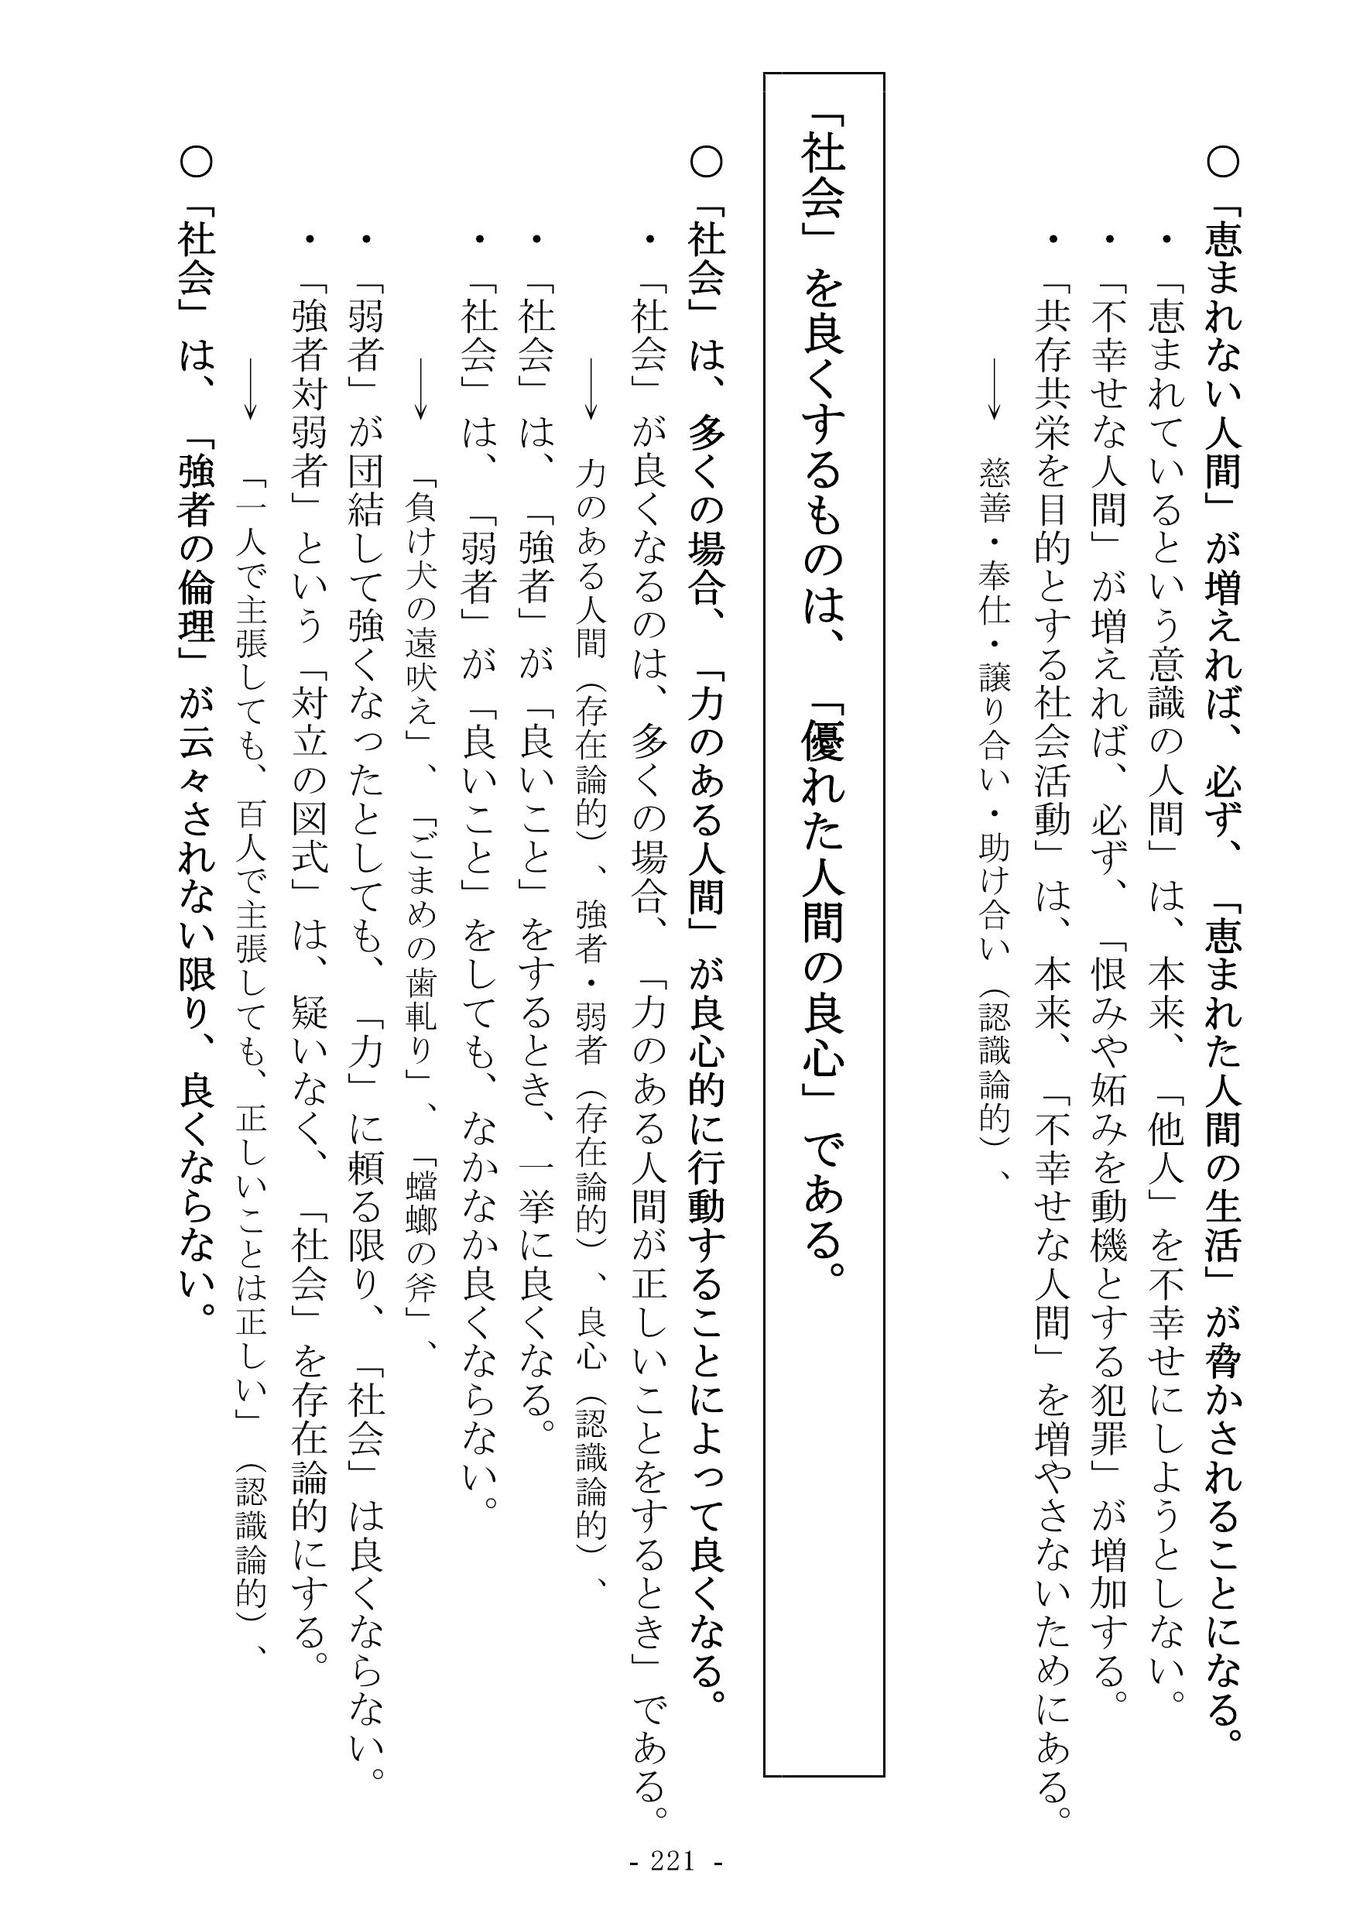 ○「恵まれない人間」が増えれば、必ず、「恵まれた人間の生活」が脅かされることになる。
・「恵まれているという意識の人間」は、本来、「他人」を不幸せにしようとしない。
・「不幸せな人間」が増えれば、必ず、「恨みや妬みを動機とする犯罪」が増加する。
・「共存共栄を目的とする社会活動」は、本来、「不幸せな人間」を増やさないためにある。
→ 慈善・奉仕・譲り合い・助け合い（認識論的）、
「社会」を良くするものは、「優れた人間の良心」である。
○「社会」は、多くの場合、「力のある人間」が良心的に行動することによって良くなる。
・「社会」が良くなるのは、多くの場合、「力のある人間が正しいことをするとき」である。
→ 力のある人間（存在論的）、強者・弱者（存在論的）、良心（認識論的）、
・「社会」は、「強者」が「良いこと」をするとき、一挙に良くなる。
・「社会」は、「弱者」が「良いこと」をしても、なかなか良くならない。
→「負け犬の遠吠え」、「ごまめの歯軋り」、「蟷螂の斧」、
・「弱者」が団結して強くなったとしても、「力」に頼る限り、「社会」は良くならない。
・「強者対弱者」という「対立の図式」は、疑いなく、「社会」を存在論的にする。
→「一人で主張しても、百人で主張しても、正しいことは正しい」（認識論的）、
○「社会」は、「強者の倫理」が云々されない限り、良くならない。
- 221 -